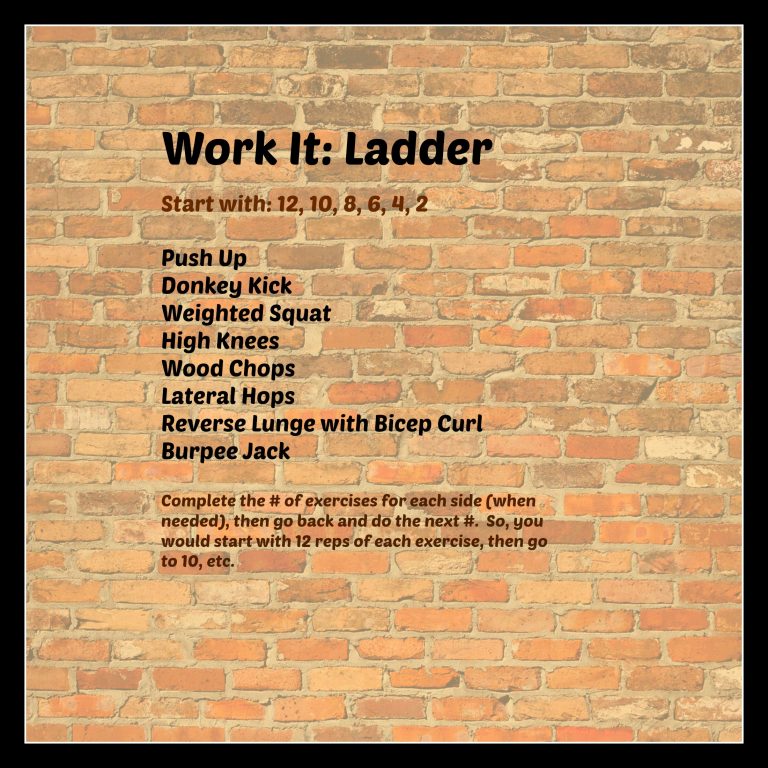 Work It: Ladder
Start with: 12, 10, 8, 6, 4, 2
Push Up
Donkey Kick
Weighted Squat
High Knees
Wood Chops
Lateral Hops
Reverse Lunge with Bicep Curl
Burpee Jack
Complete the # of exercises for each side (when
needed), then go back and do the next #.  So, you
would start with 12 reps of each exercise, then go
to 10, etc.